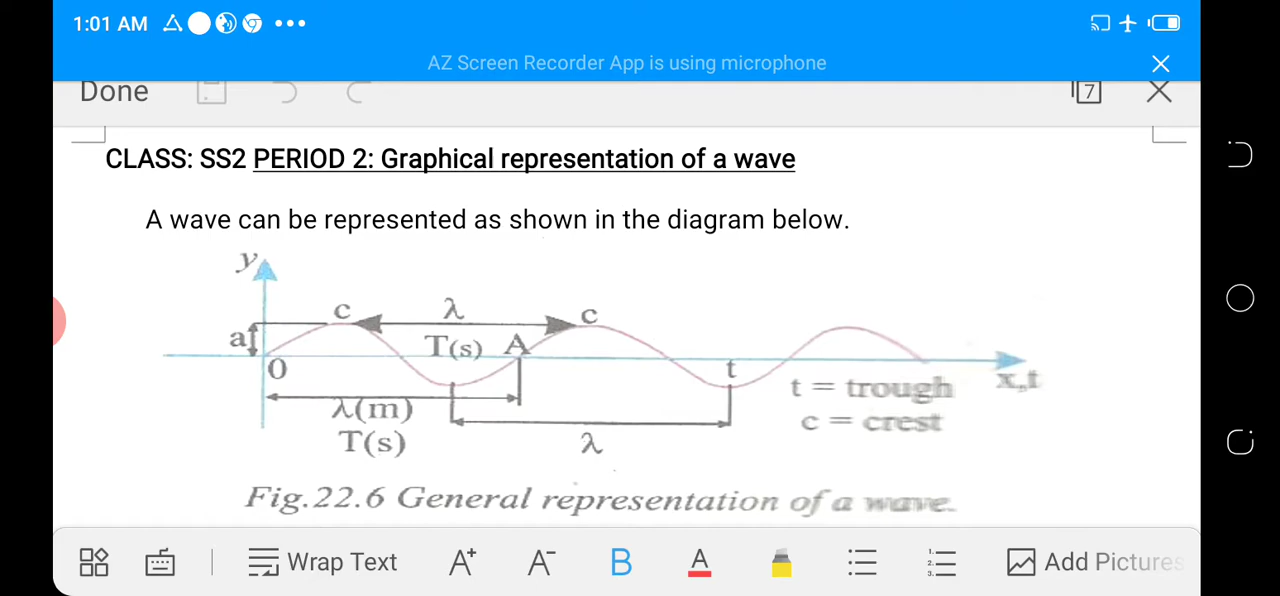 1:01 AM
AZ Screen Recorder App is using microphone
Done
7
CLASS: SS2 PERIOD 2: Graphical representation of a wave
A wave can be represented as shown in the diagram below.
y
c λ c
a T(s) A
0 t x,t
λ(m) t = trough
T(s) λ c = crest
Fig.22.6 General representation of a wave.
Wrap Text A+ A- B A Add Pictures